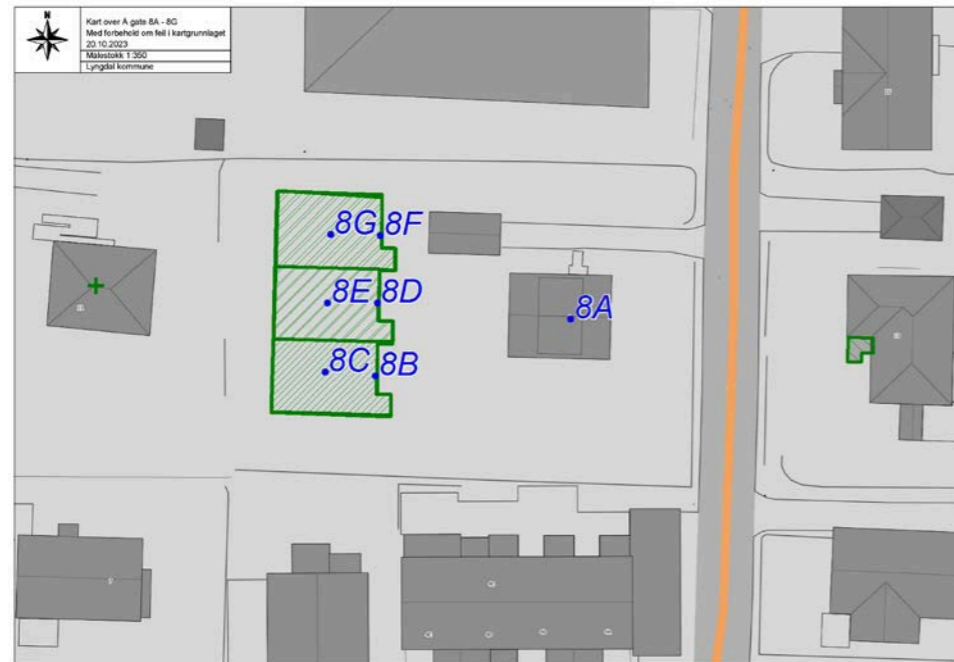 N
Kart over Å gate 8A - 8G
Med forbehold om feil i kartgrunnlaget
20.10.2023
Målestokk 1:350
Lyngdal kommune
8G 8F
8E 8D
8A
8C 8B